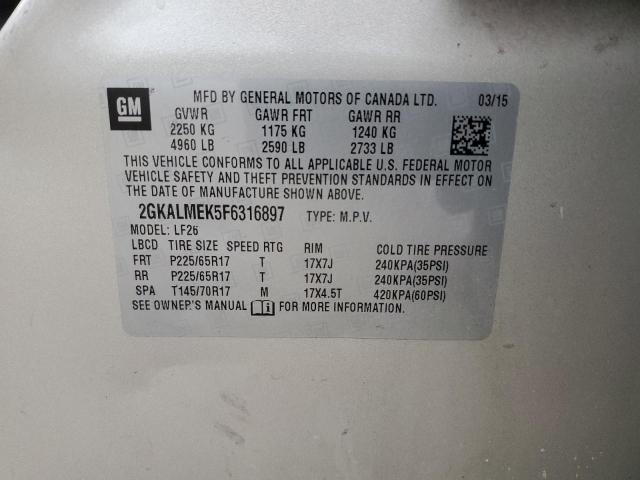 GM
MFD BY GENERAL MOTORS OF CANADA LTD. 03/15
GVWR GAWR FRT GAWR RR
2250 KG 1175 KG 1240 KG
4960 LB 2590 LB 2733 LB
THIS VEHICLE CONFORMS TO ALL APPLICABLE U.S. FEDERAL MOTOR
VEHICLE SAFETY AND THEFT PREVENTION STANDARDS IN EFFECT ON
THE DATE OF MANUFACTURE SHOWN ABOVE.
2GKALMEK5F6316897 TYPE: M.P.V.
MODEL: LF26
LBCD TIRE SIZE SPEED RTG RIM COLD TIRE PRESSURE
FRT P225/65R17 T 17X7J 240KPA(35PSI)
RR P225/65R17 T 17X7J 240KPA(35PSI)
SPA T145/70R17 M 17X4.5T 420KPA(60PSI)
SEE OWNER'S MANUAL FOR MORE INFORMATION.